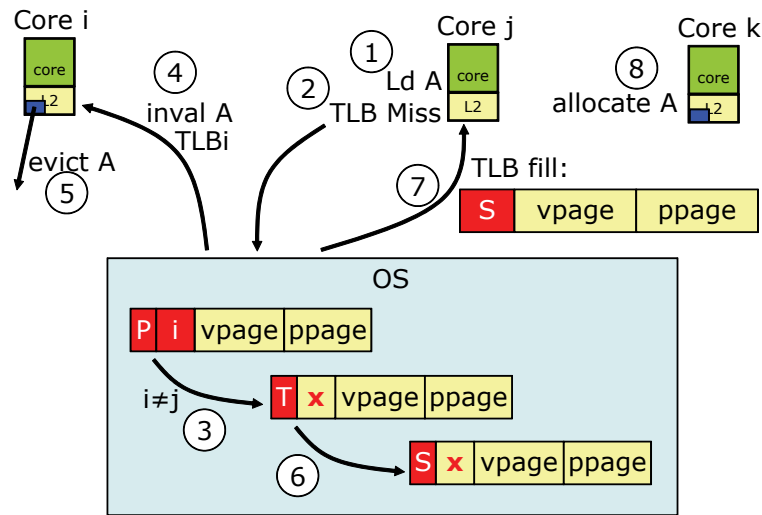 Core i
core
L2
4
inval A
TLBi
evict A
5
1
2
Ld A
TLB Miss
Core j
core
L2
7
TLB fill:
S vpage ppage
Core k
8
allocate A
core
L2
OS
P i vpage ppage
i≠j
3
T x vpage ppage
6
S x vpage ppage